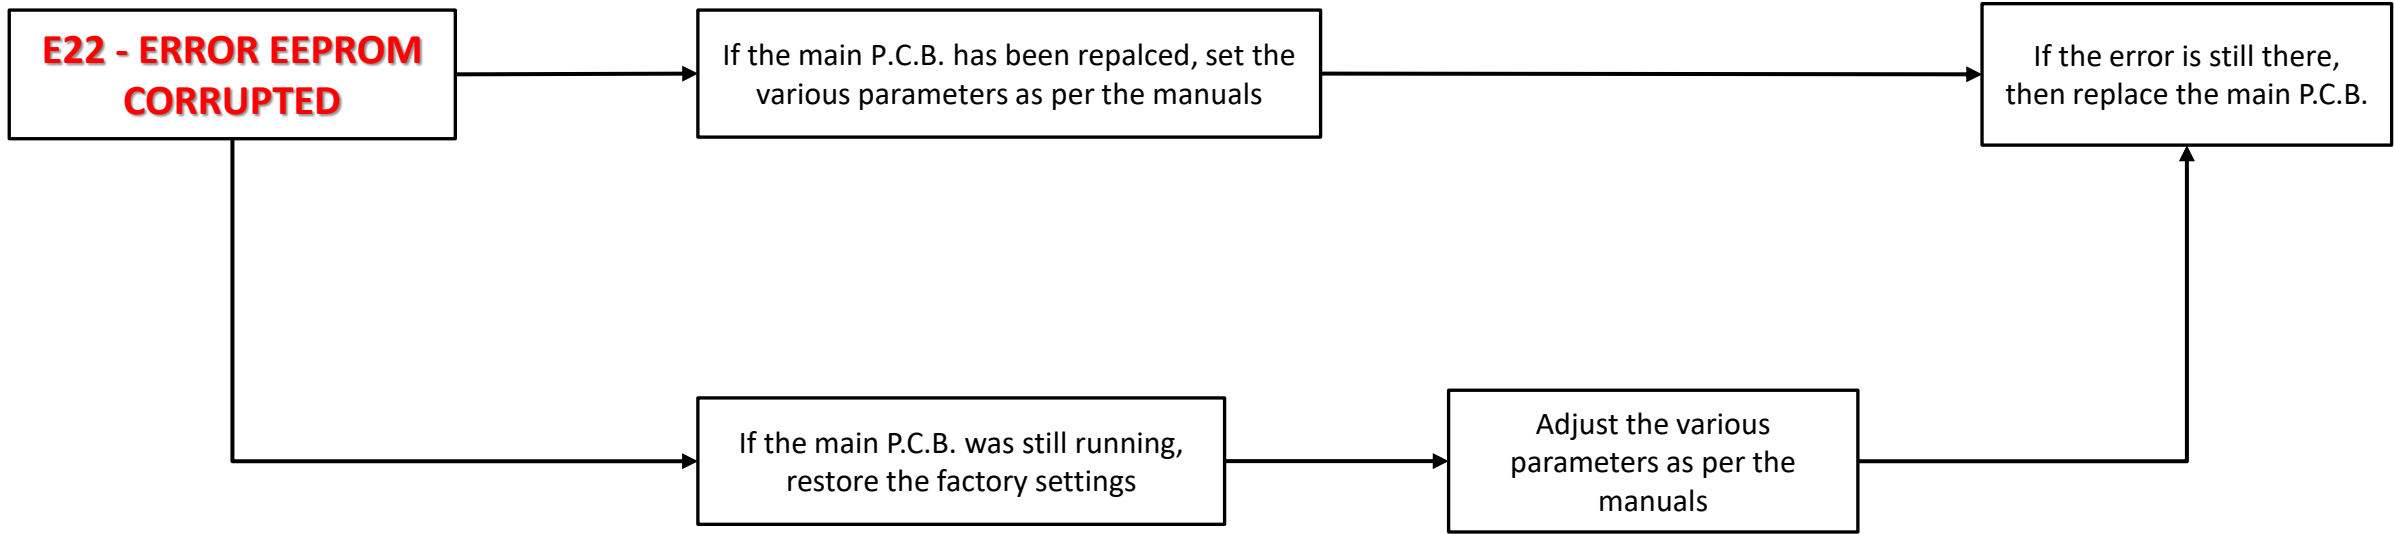 E22 - ERROR EEPROM
CORRUPTED
If the main P.C.B. has been repalced, set the
various parameters as per the manuals
If the error is still there,
then replace the main P.C.B.
If the main P.C.B. was still running,
restore the factory settings
Adjust the various
parameters as per the
manuals